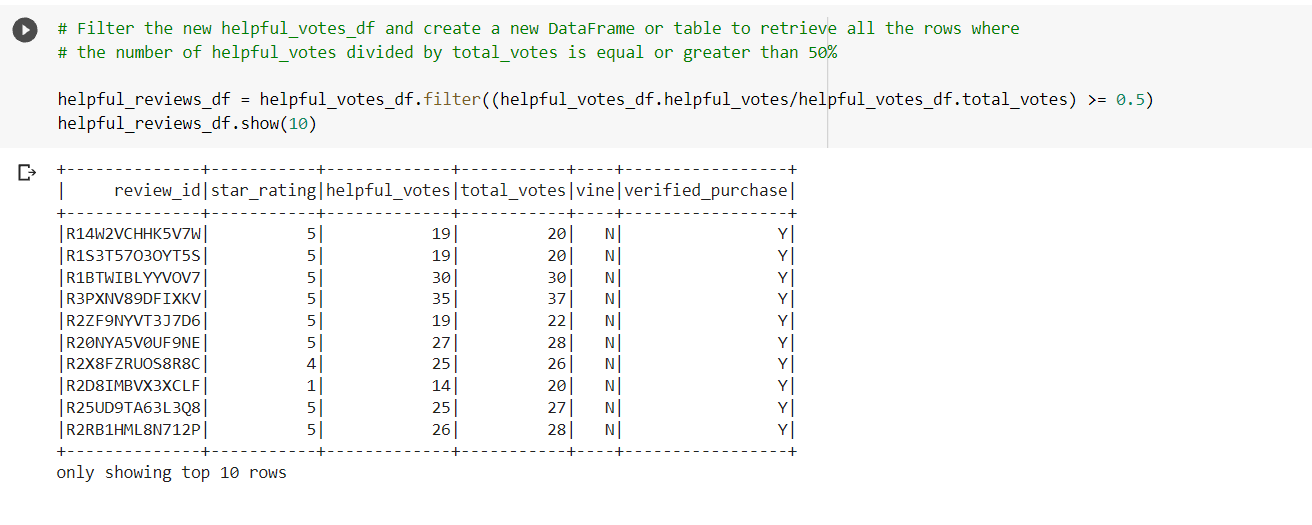 # Filter the new helpful_votes_df and create a new DataFrame or table to retrieve all the rows where
# the number of helpful_votes divided by total_votes is equal or greater than 50%
helpful_reviews_df = helpful_votes_df.filter((helpful_votes_df.helpful_votes/helpful_votes_df.total_votes) >= 0.5)
helpful_reviews_df.show(10)
+--------------+-----------+-------------+-----------+----+-----------------+
|     review_id|star_rating|helpful_votes|total_votes|vine|verified_purchase|
+--------------+-----------+-------------+-----------+----+-----------------+
|R14W2VCHHK5V7W|          5|           19|         20|   N|                Y|
|R1S3T57O3OYT5S|          5|           19|         20|   N|                Y|
|R1BTWIBLYYVOV7|          5|           30|         30|   N|                Y|
|R3PXNV89DFIXKV|          5|           35|         37|   N|                Y|
|R2ZF9NYVT3J7D6|          5|           19|         22|   N|                Y|
|R20NYA5V0UF9NE|          5|           27|         28|   N|                Y|
|R2X8FZRUOS8R8C|          4|           25|         26|   N|                Y|
|R2D8IMBVX3XCLF|          1|           14|         20|   N|                Y|
|R25UD9TA63L3Q8|          5|           25|         27|   N|                Y|
|R2RB1HML8N712P|          5|           26|         28|   N|                Y|
+--------------+-----------+-------------+-----------+----+-----------------+
only showing top 10 rows